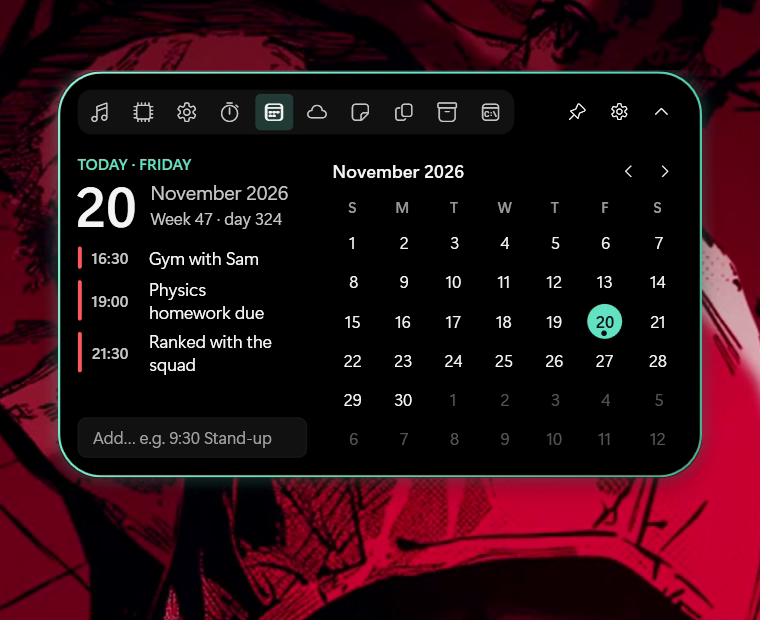 C:\
TODAY · FRIDAY
20
November 2026
Week 47 · day 324
16:30 Gym with Sam
19:00 Physics
homework due
21:30 Ranked with the
squad
Add... e.g. 9:30 Stand-up
November 2026
S M T W T F S
1 2 3 4 5 6 7
8 9 10 11 12 13 14
15 16 17 18 19 20 21
22 23 24 25 26 27 28
29 30 1 2 3 4 5
6 7 8 9 10 11 12